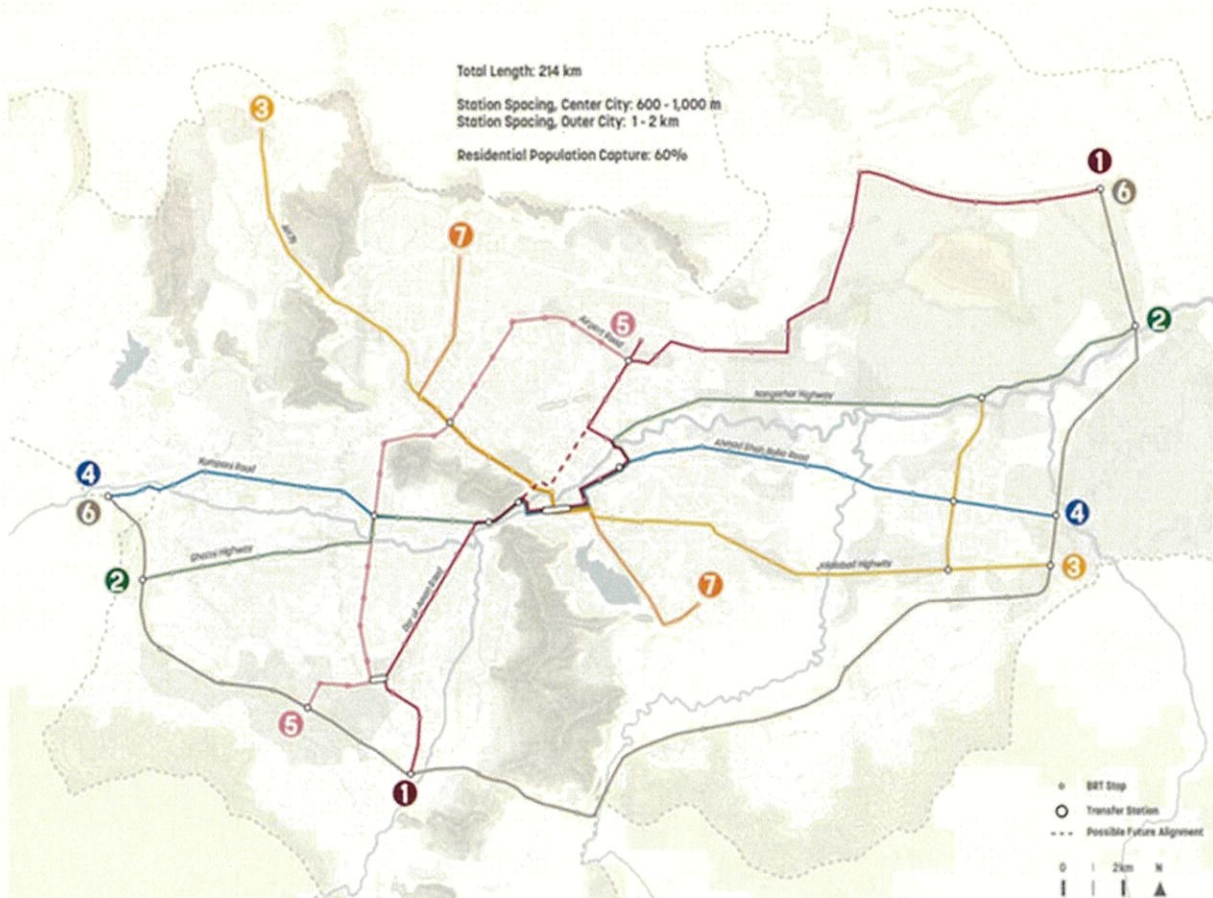 Total Length: 214 km
Station Spacing, Center City: 600 - 1,000 m
Station Spacing, Outer City: 1 - 2 km
Residential Population Capture: 60%
3
1
6
7
5
Airport Road
2
Nangarhar Highway
Ahmad Shah Baba Road
4
Kompani Road
6
4
Ghazni Highway
2
3
Jalalabad Highway
7
Dar ul-Aman Road
5
1
BRT Stop
Transfer Station
Possible Future Alignment
0 1 2km N